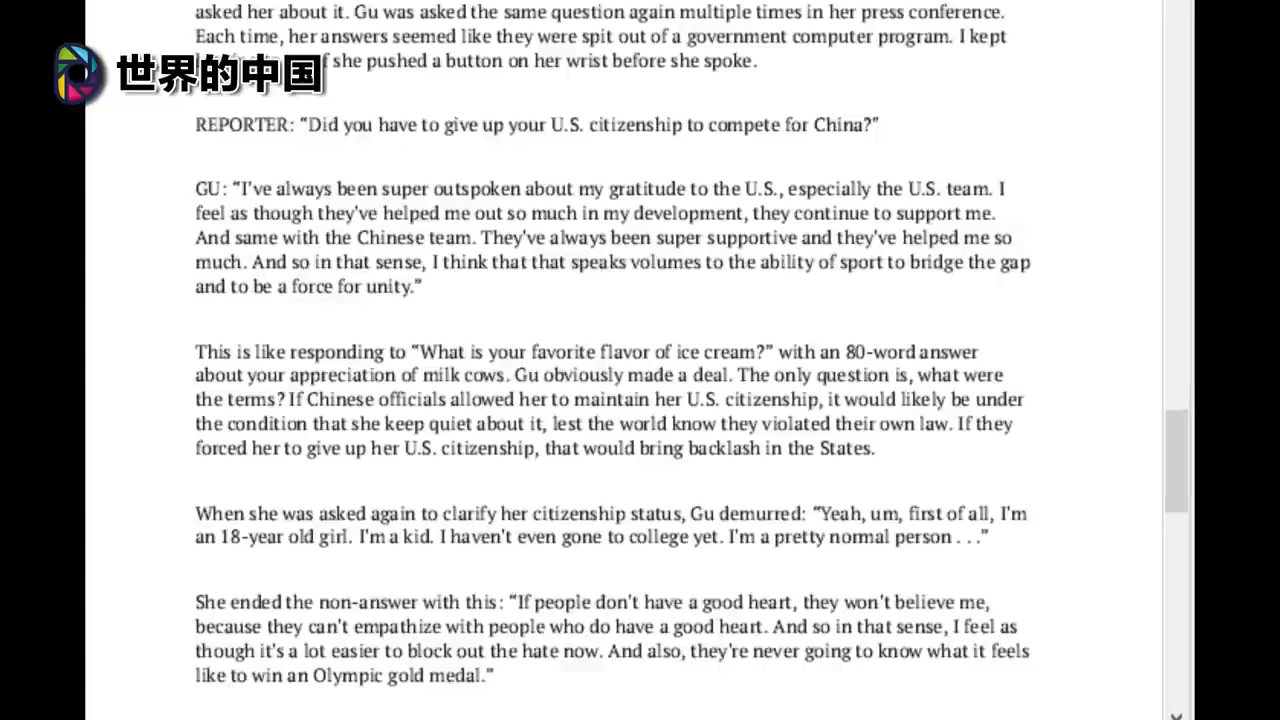 asked her about it. Gu was asked the same question again multiple times in her press conference.
Each time, her answers seemed like they were spit out of a government computer program. I kept
世界的中国
she pushed a button on her wrist before she spoke.
REPORTER: “Did you have to give up your U.S. citizenship to compete for China?”
GU: “I've always been super outspoken about my gratitude to the U.S., especially the U.S. team. I
feel as though they've helped me out so much in my development, they continue to support me.
And same with the Chinese team. They've always been super supportive and they've helped me so
much. And so in that sense, I think that that speaks volumes to the ability of sport to bridge the gap
and to be a force for unity.”
This is like responding to “What is your favorite flavor of ice cream?” with an 80-word answer
about your appreciation of milk cows. Gu obviously made a deal. The only question is, what were
the terms? If Chinese officials allowed her to maintain her U.S. citizenship, it would likely be under
the condition that she keep quiet about it, lest the world know they violated their own law. If they
forced her to give up her U.S. citizenship, that would bring backlash in the States.
When she was asked again to clarify her citizenship status, Gu demurred: “Yeah, um, first of all, I'm
an 18-year old girl. I'm a kid. I haven't even gone to college yet. I'm a pretty normal person . . .”
She ended the non-answer with this: “If people don't have a good heart, they won't believe me,
because they can't empathize with people who do have a good heart. And so in that sense, I feel as
though it's a lot easier to block out the hate now. And also, they're never going to know what it feels
like to win an Olympic gold medal.”